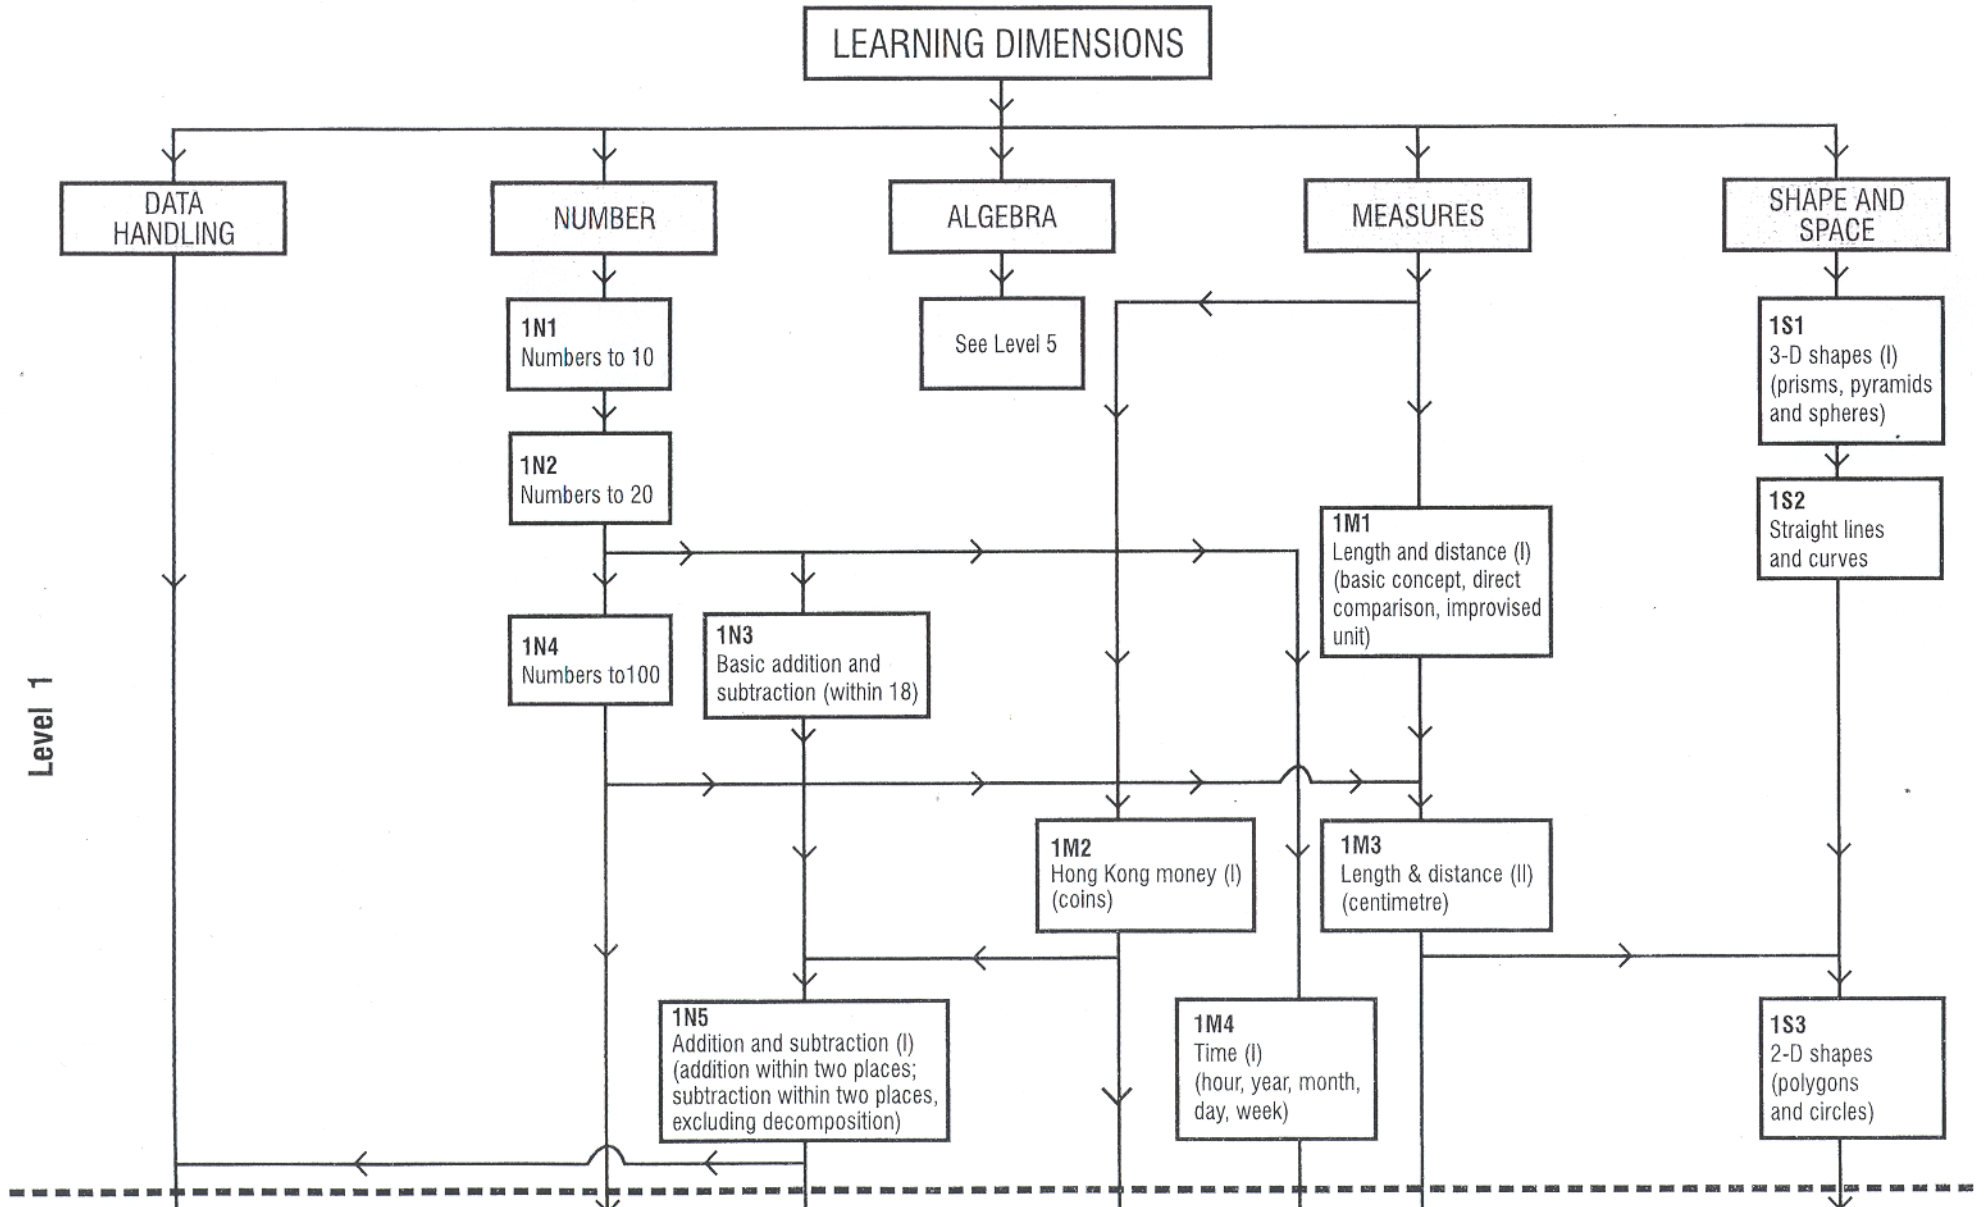 LEARNING DIMENSIONS
DATA
HANDLING
NUMBER
ALGEBRA
MEASURES
SHAPE AND
SPACE
1N1
Numbers to 10
See Level 5
1S1
3-D shapes (I)
(prisms, pyramids
and spheres)
1N2
Numbers to 20
1S2
Straight lines
and curves
1M1
Length and distance (I)
(basic concept, direct
comparison, improvised
unit)
1N4
Numbers to100
1N3
Basic addition and
subtraction (within 18)
Level 1
1M2
Hong Kong money (I)
(coins)
1M3
Length & distance (II)
(centimetre)
1N5
Addition and subtraction (I)
(addition within two places;
subtraction within two places,
excluding decomposition)
1M4
Time (I)
(hour, year, month,
day, week)
1S3
2-D shapes
(polygons
and circles)